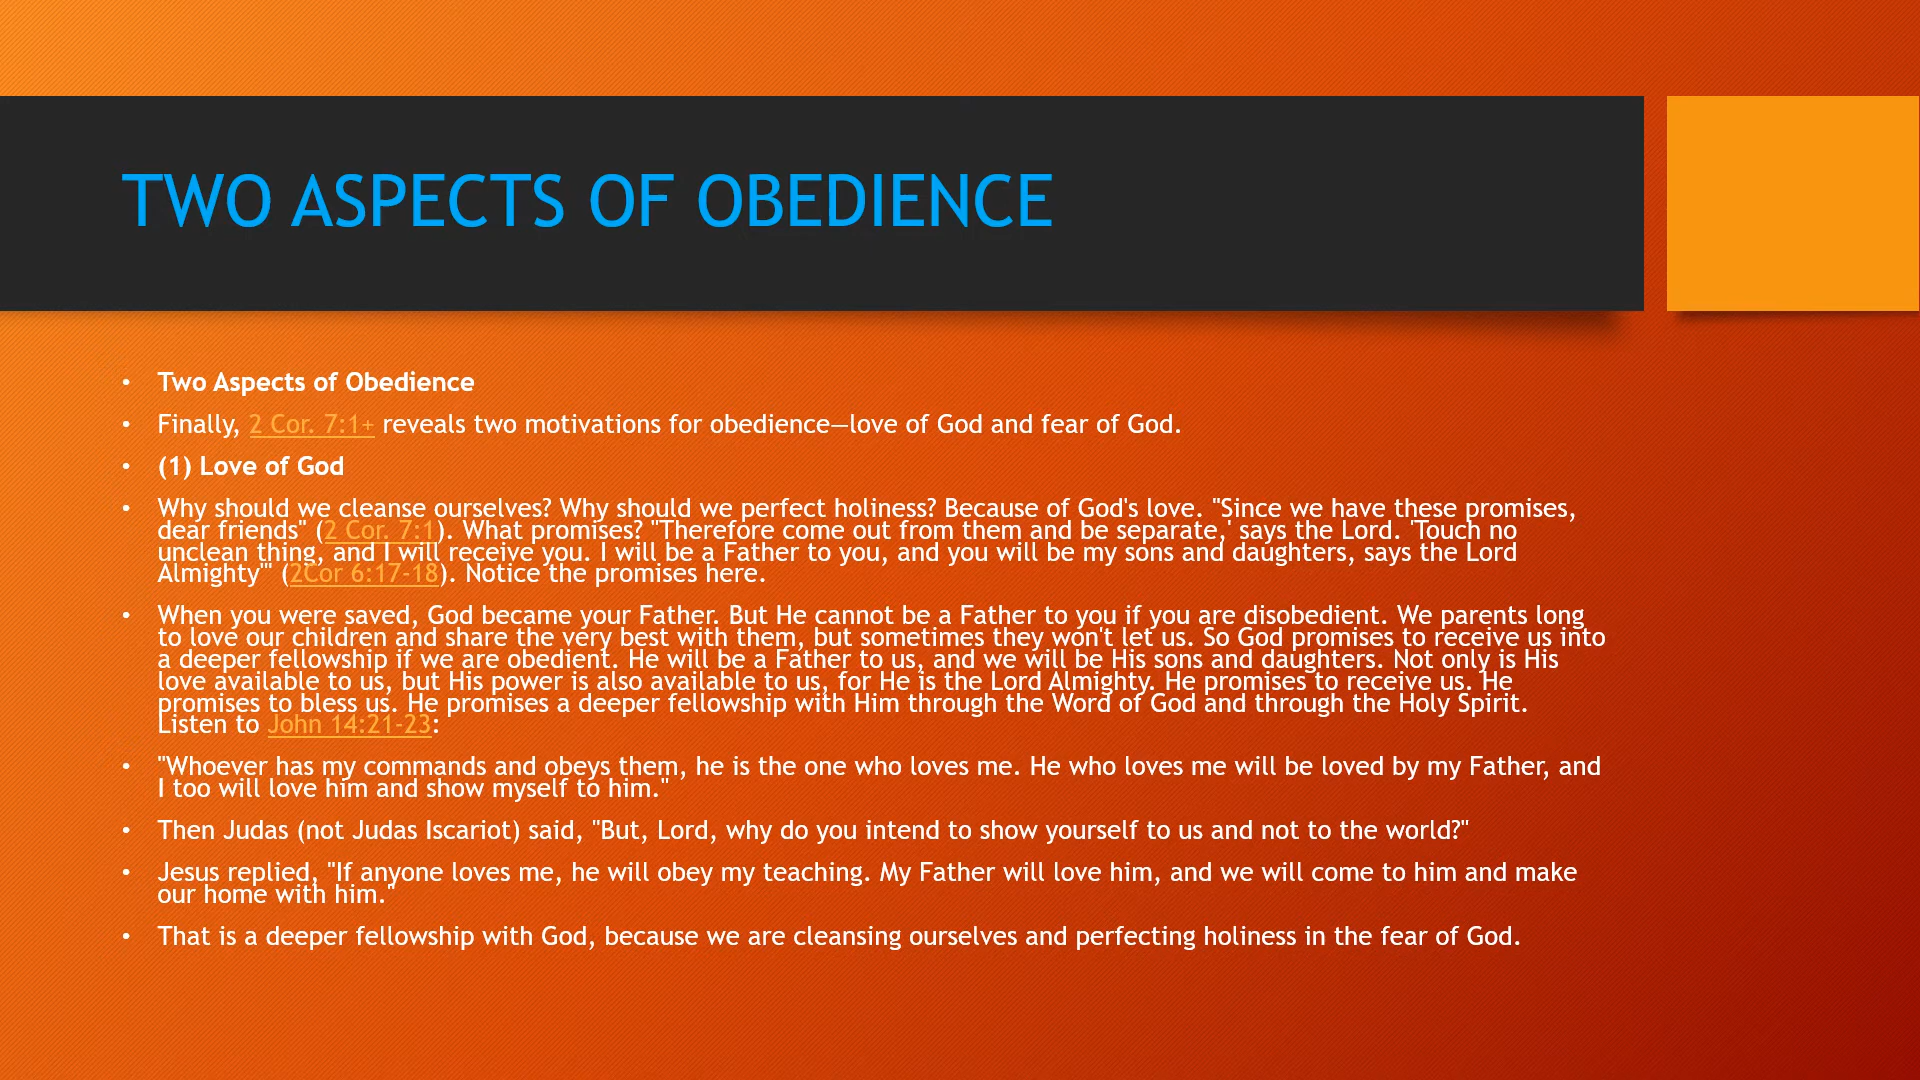 TWO ASPECTS OF OBEDIENCE
• Two Aspects of Obedience
• Finally, 2 Cor. 7:1+ reveals two motivations for obedience—love of God and fear of God.
• (1) Love of God
• Why should we cleanse ourselves? Why should we perfect holiness? Because of God's love. "Since we have these promises,
dear friends" (2 Cor. 7:1). What promises? "Therefore come out from them and be separate,' says the Lord. 'Touch no
unclean thing, and I will receive you. I will be a Father to you, and you will be my sons and daughters, says the Lord
Almighty'" (2Cor 6:17-18). Notice the promises here.
• When you were saved, God became your Father. But He cannot be a Father to you if you are disobedient. We parents long
to love our children and share the very best with them, but sometimes they won't let us. So God promises to receive us into
a deeper fellowship if we are obedient. He will be a Father to us, and we will be His sons and daughters. Not only is His
love available to us, but His power is also available to us, for He is the Lord Almighty. He promises to receive us. He
promises to bless us. He promises a deeper fellowship with Him through the Word of God and through the Holy Spirit.
Listen to John 14:21-23:
• "Whoever has my commands and obeys them, he is the one who loves me. He who loves me will be loved by my Father, and
I too will love him and show myself to him."
• Then Judas (not Judas Iscariot) said, "But, Lord, why do you intend to show yourself to us and not to the world?"
• Jesus replied, "If anyone loves me, he will obey my teaching. My Father will love him, and we will come to him and make
our home with him."
• That is a deeper fellowship with God, because we are cleansing ourselves and perfecting holiness in the fear of God.